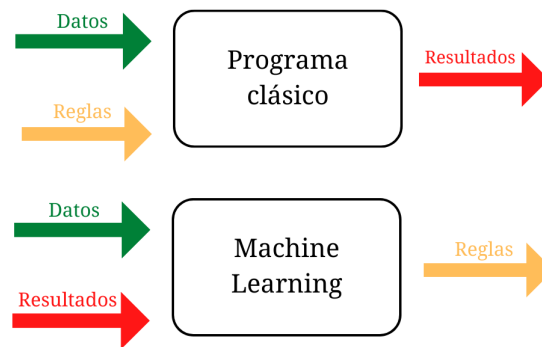 Datos
Programa
clásico
Resultados
Reglas
Datos
Machine
Learning
Reglas
Resultados